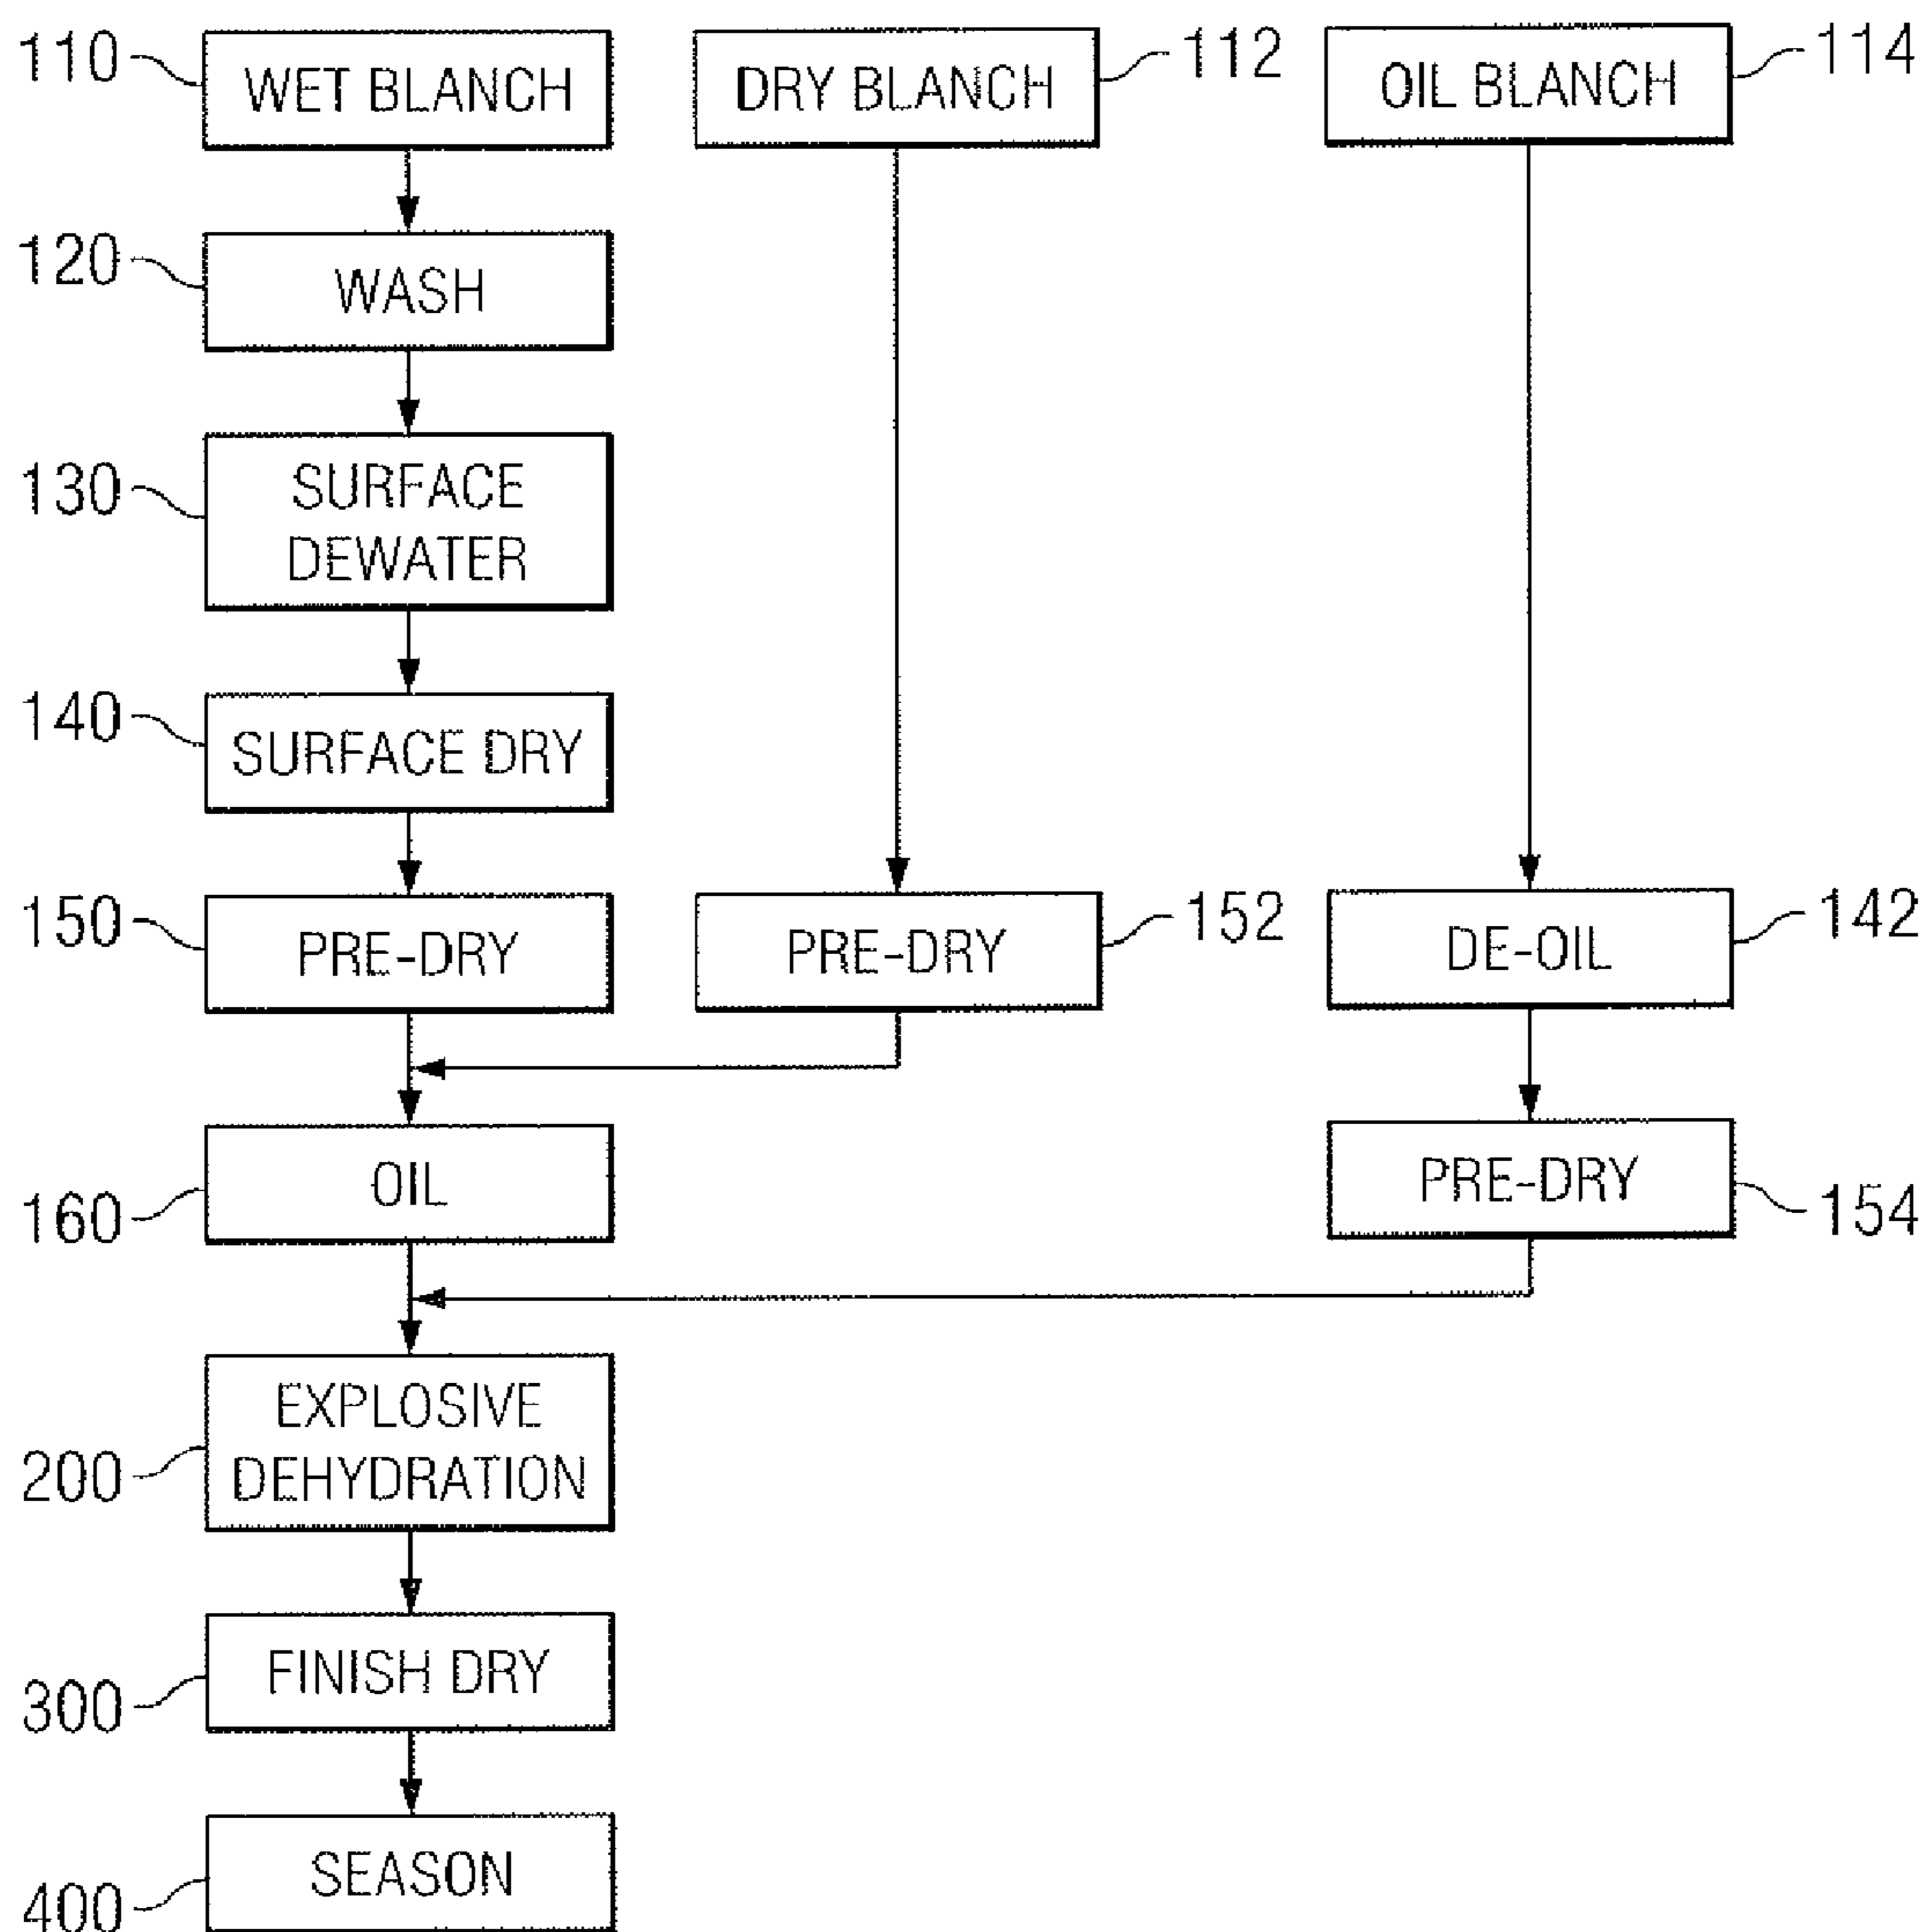 110
WET BLANCH
DRY BLANCH
112
OIL BLANCH
114
120
WASH
130
SURFACE
DEWATER
140
SURFACE DRY
150
PRE-DRY
PRE-DRY
152
DE-OIL
142
160
OIL
PRE-DRY
154
200
EXPLOSIVE
DEHYDRATION
300
FINISH DRY
400
SEASON